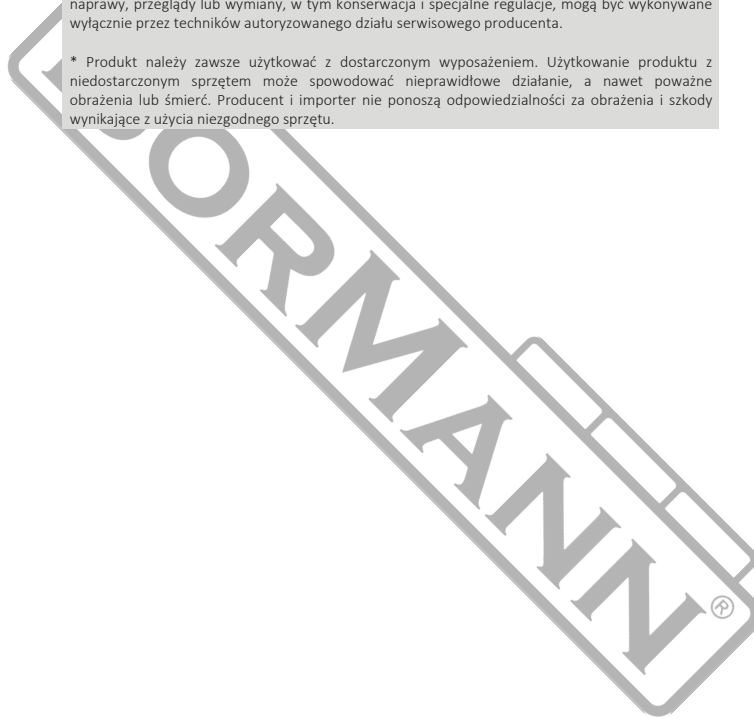 naprawy, przeglądy lub wymiany, w tym konserwacja i specjalne regulacje, mogą być wykonywane
wyłącznie przez techników autoryzowanego działu serwisowego producenta.
* Produkt należy zawsze użytkować z dostarczonym wyposażeniem. Użytkowanie produktu z
niedostarczonym sprzętem może spowodować nieprawidłowe działanie, a nawet poważne
obrażenia lub śmierć. Producent i importer nie ponoszą odpowiedzialności za obrażenia i szkody
wynikające z użycia niezgodnego sprzętu.
ORMANN®